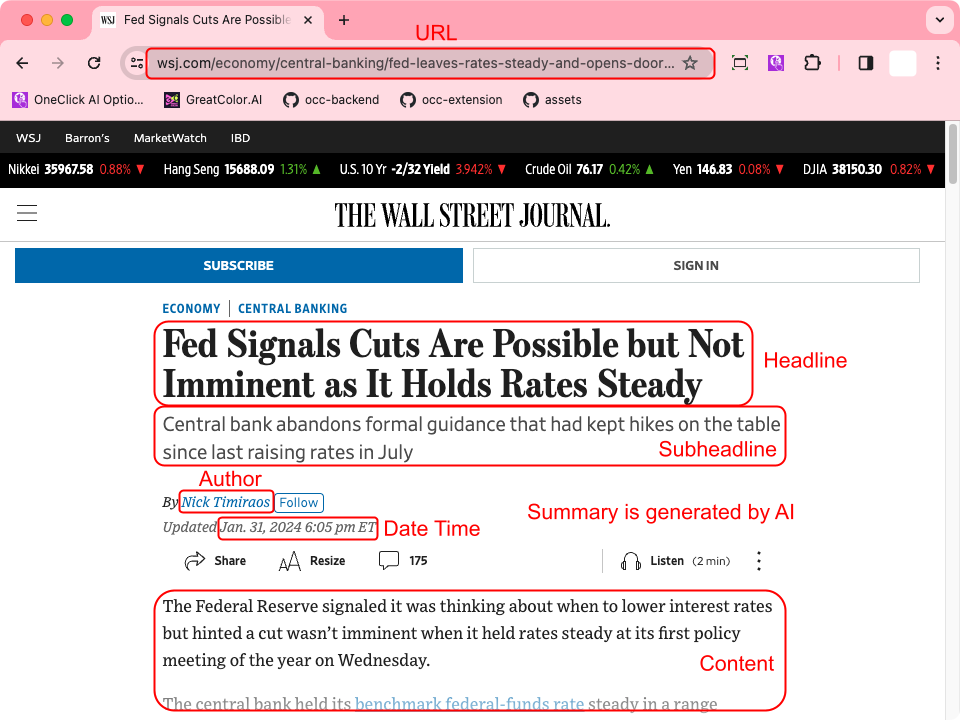 WSJ Fed Signals Cuts Are Possible
URL
wsj.com/economy/central-banking/fed-leaves-rates-steady-and-opens-door...
OneClick AI Optio... GreatColor.AI occ-backend occ-extension assets
WSJ Barron's MarketWatch IBD
Nikkei 35967.58 0.88% ▼ Hang Seng 15688.09 1.31% ▲ U.S. 10 Yr -2/32 Yield 3.942% ▼ Crude Oil 76.17 0.42% ▲ Yen 146.83 0.08% ▼ DJIA 38150.30 0.82% ▼
THE WALL STREET JOURNAL.
SUBSCRIBE SIGN IN
ECONOMY | CENTRAL BANKING
Fed Signals Cuts Are Possible but Not
Imminent as It Holds Rates Steady
Headline
Central bank abandons formal guidance that had kept hikes on the table
since last raising rates in July
Subheadline
Author
By Nick Timiraos Follow
Summary is generated by AI
Updated Jan. 31, 2024 6:05 pm ET Date Time
Share AA Resize 175 Listen (2 min)
The Federal Reserve signaled it was thinking about when to lower interest rates
but hinted a cut wasn't imminent when it held rates steady at its first policy
meeting of the year on Wednesday.
Content
The central bank held its benchmark federal-funds rate steady in a range